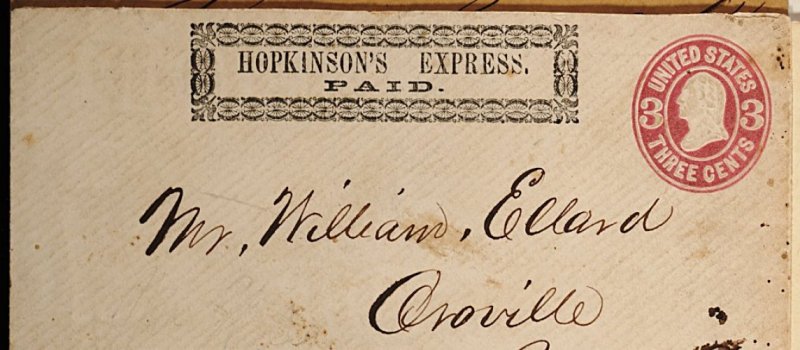 HOPKINSON'S EXPRESS.
PAID.
UNITED STATES
3 3
THREE CENTS
Mr. William, Ellard
Oroville